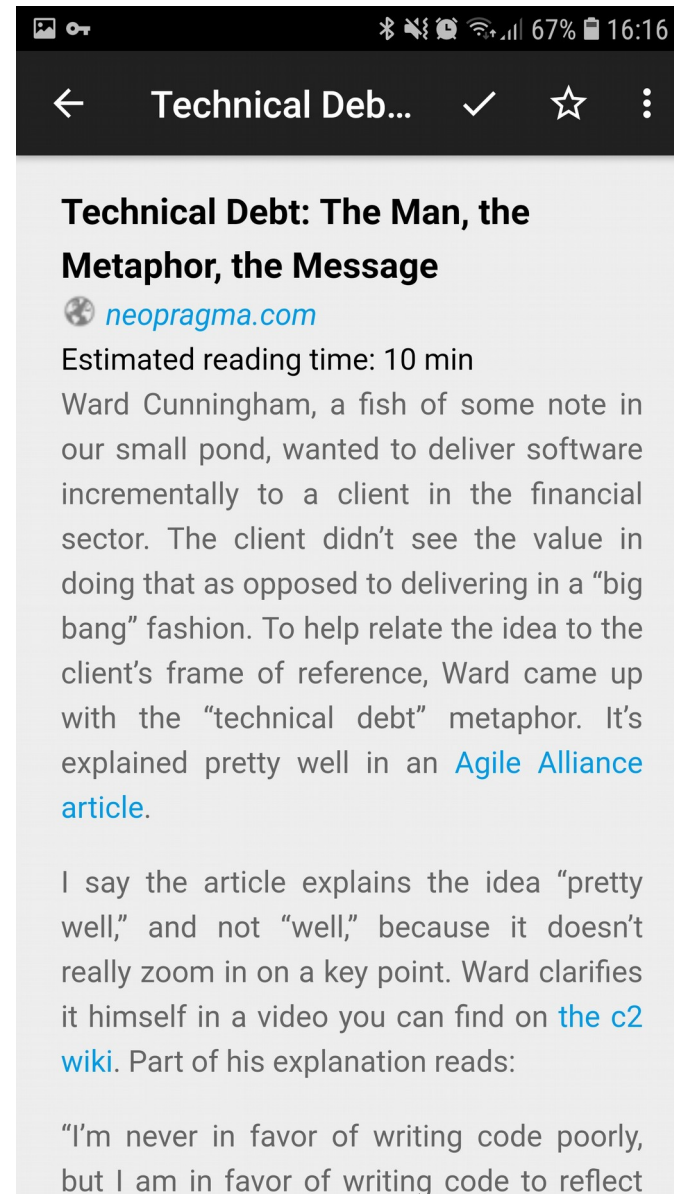 67% 16:16
Technical Deb...
Technical Debt: The Man, the
Metaphor, the Message
neopragma.com
Estimated reading time: 10 min
Ward Cunningham, a fish of some note in
our small pond, wanted to deliver software
incrementally to a client in the financial
sector. The client didn’t see the value in
doing that as opposed to delivering in a “big
bang” fashion. To help relate the idea to the
client’s frame of reference, Ward came up
with the “technical debt” metaphor. It’s
explained pretty well in an Agile Alliance
article.
I say the article explains the idea “pretty
well,” and not “well,” because it doesn’t
really zoom in on a key point. Ward clarifies
it himself in a video you can find on the c2
wiki. Part of his explanation reads:
“I’m never in favor of writing code poorly,
but I am in favor of writing code to reflect